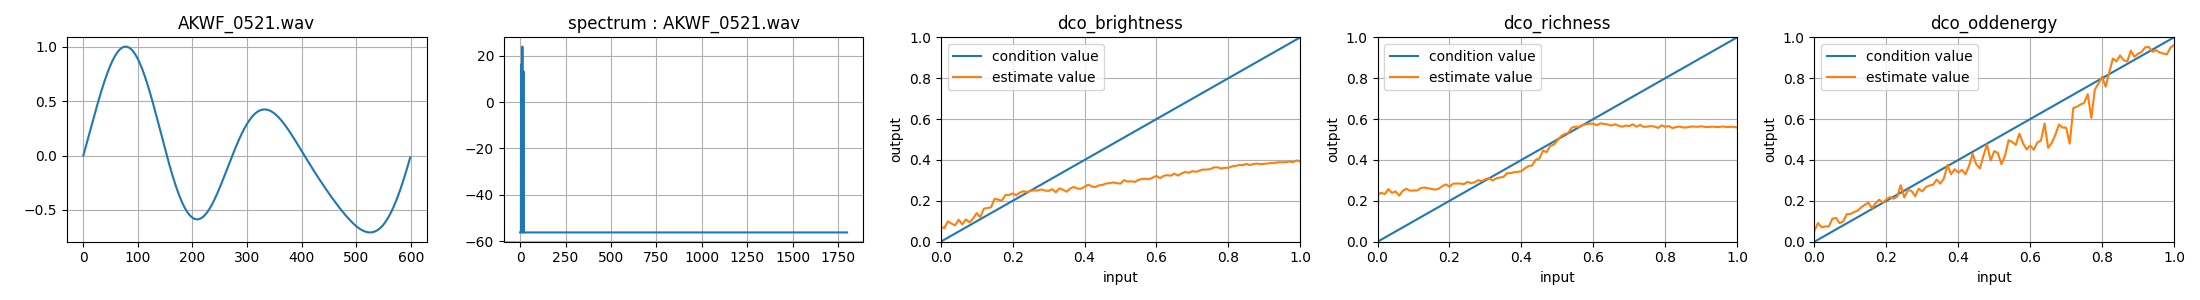 AKWF_0521.wav
1.0
0.5
0.0
−0.5
0 100 200 300 400 500 600
spectrum : AKWF_0521.wav
20
0
−20
−40
−60
0 250 500 750 1000 1250 1500 1750
dco_brightness
condition value
estimate value
output
1.0
0.8
0.6
0.4
0.2
0.0
0.0 0.2 0.4 0.6 0.8 1.0
input
dco_richness
condition value
estimate value
output
1.0
0.8
0.6
0.4
0.2
0.0
0.0 0.2 0.4 0.6 0.8 1.0
input
dco_oddenergy
condition value
estimate value
output
1.0
0.8
0.6
0.4
0.2
0.0
0.0 0.2 0.4 0.6 0.8 1.0
input